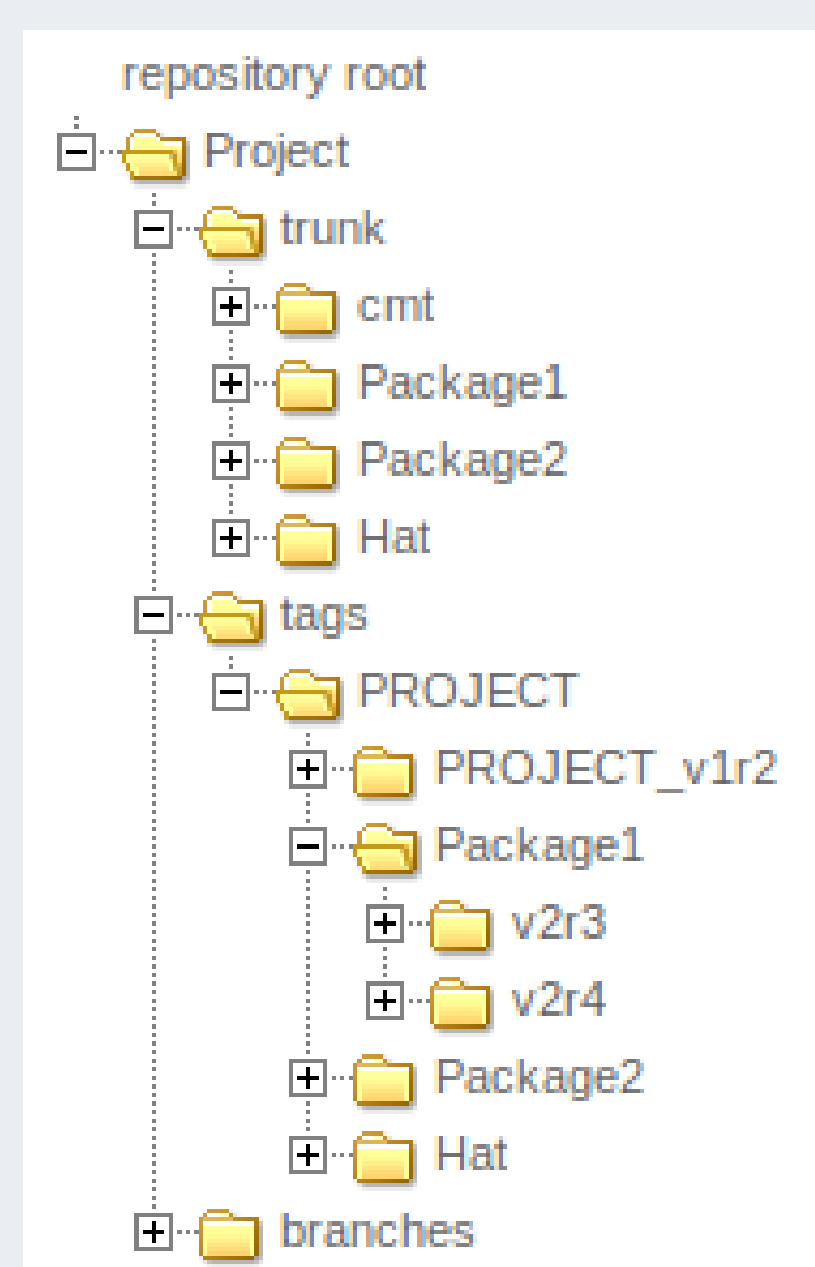 repository root
Project
trunk
cmt
Package1
Package2
Hat
tags
PROJECT
PROJECT_v1r2
Package1
v2r3
v2r4
Package2
Hat
branches